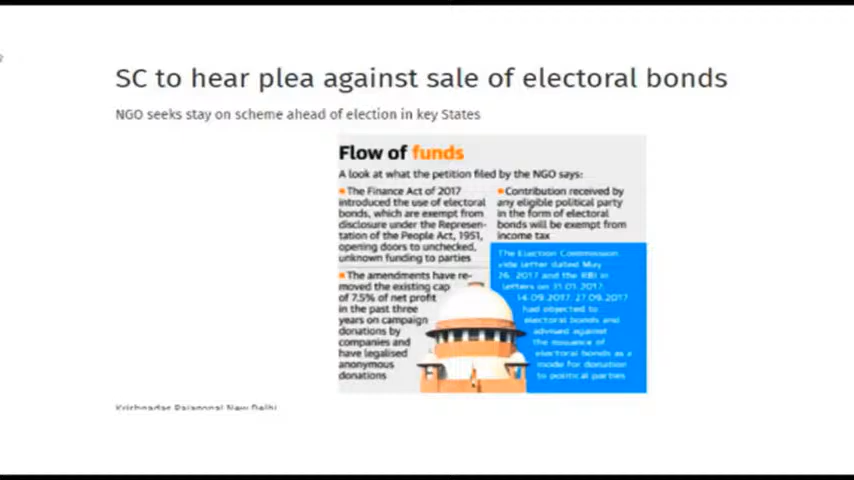 SC to hear plea against sale of electoral bonds
NGO seeks stay on scheme ahead of election in key States
Flow of funds
A look at what the petition filed by the NGO says:
The Finance Act of 2017
introduced the use of electoral
bonds, which are exempt from
disclosure under the Represen-
tation of the People Act, 1951,
opening doors to unchecked,
unknown funding to parties
The amendments have re-
moved the existing cap
of 7.5% of net profit
in the past three
years on campaign
donations by
companies and
have legalised
anonymous
donations
Contribution received by
any eligible political party
in the form of electoral
bonds will be exempt from
income tax
The Election Commission
vide letter dated May
26, 2017 and the RBI in
letters on 31.01.2017,
14.09.2017, 27.09.2017
had objected to
electoral bonds and
advised against
the issuance of
electoral bonds as a
mode for donation
to political parties
New Delhi